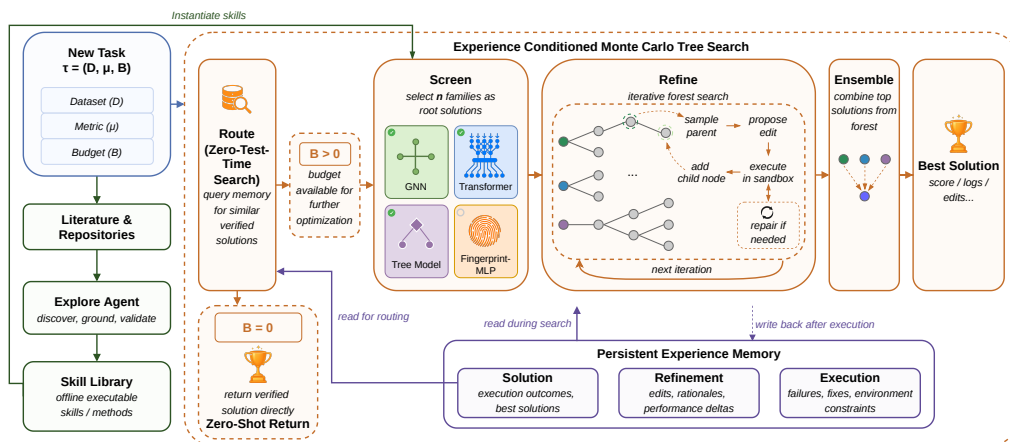 Instantiate skills
New Task
τ = (D, μ, B)
Dataset (D)
Metric (μ)
Budget (B)
Literature &
Repositories
Explore Agent
discover, ground, validate
Skill Library
offline executable
skills / methods
Experience Conditioned Monte Carlo Tree Search
Route
(Zero-Test-
Time
Search)
query memory
for similar
verified
solutions
B > 0
budget
available for
further
optimization
B = 0
return verified
solution directly
Zero-Shot Return
Screen
select n families as
root solutions
GNN
Transformer
Tree Model
Fingerprint-
MLP
Refine
iterative forest search
sample
parent
propose
edit
execute
in sandbox
add
child node
repair if
needed
...
next iteration
Ensemble
combine top
solutions from
forest
Best Solution
score / logs /
edits...
read for routing
read during search
write back after execution
Persistent Experience Memory
Solution
execution outcomes,
best solutions
Refinement
edits, rationales,
performance deltas
Execution
failures, fixes, environment
constraints